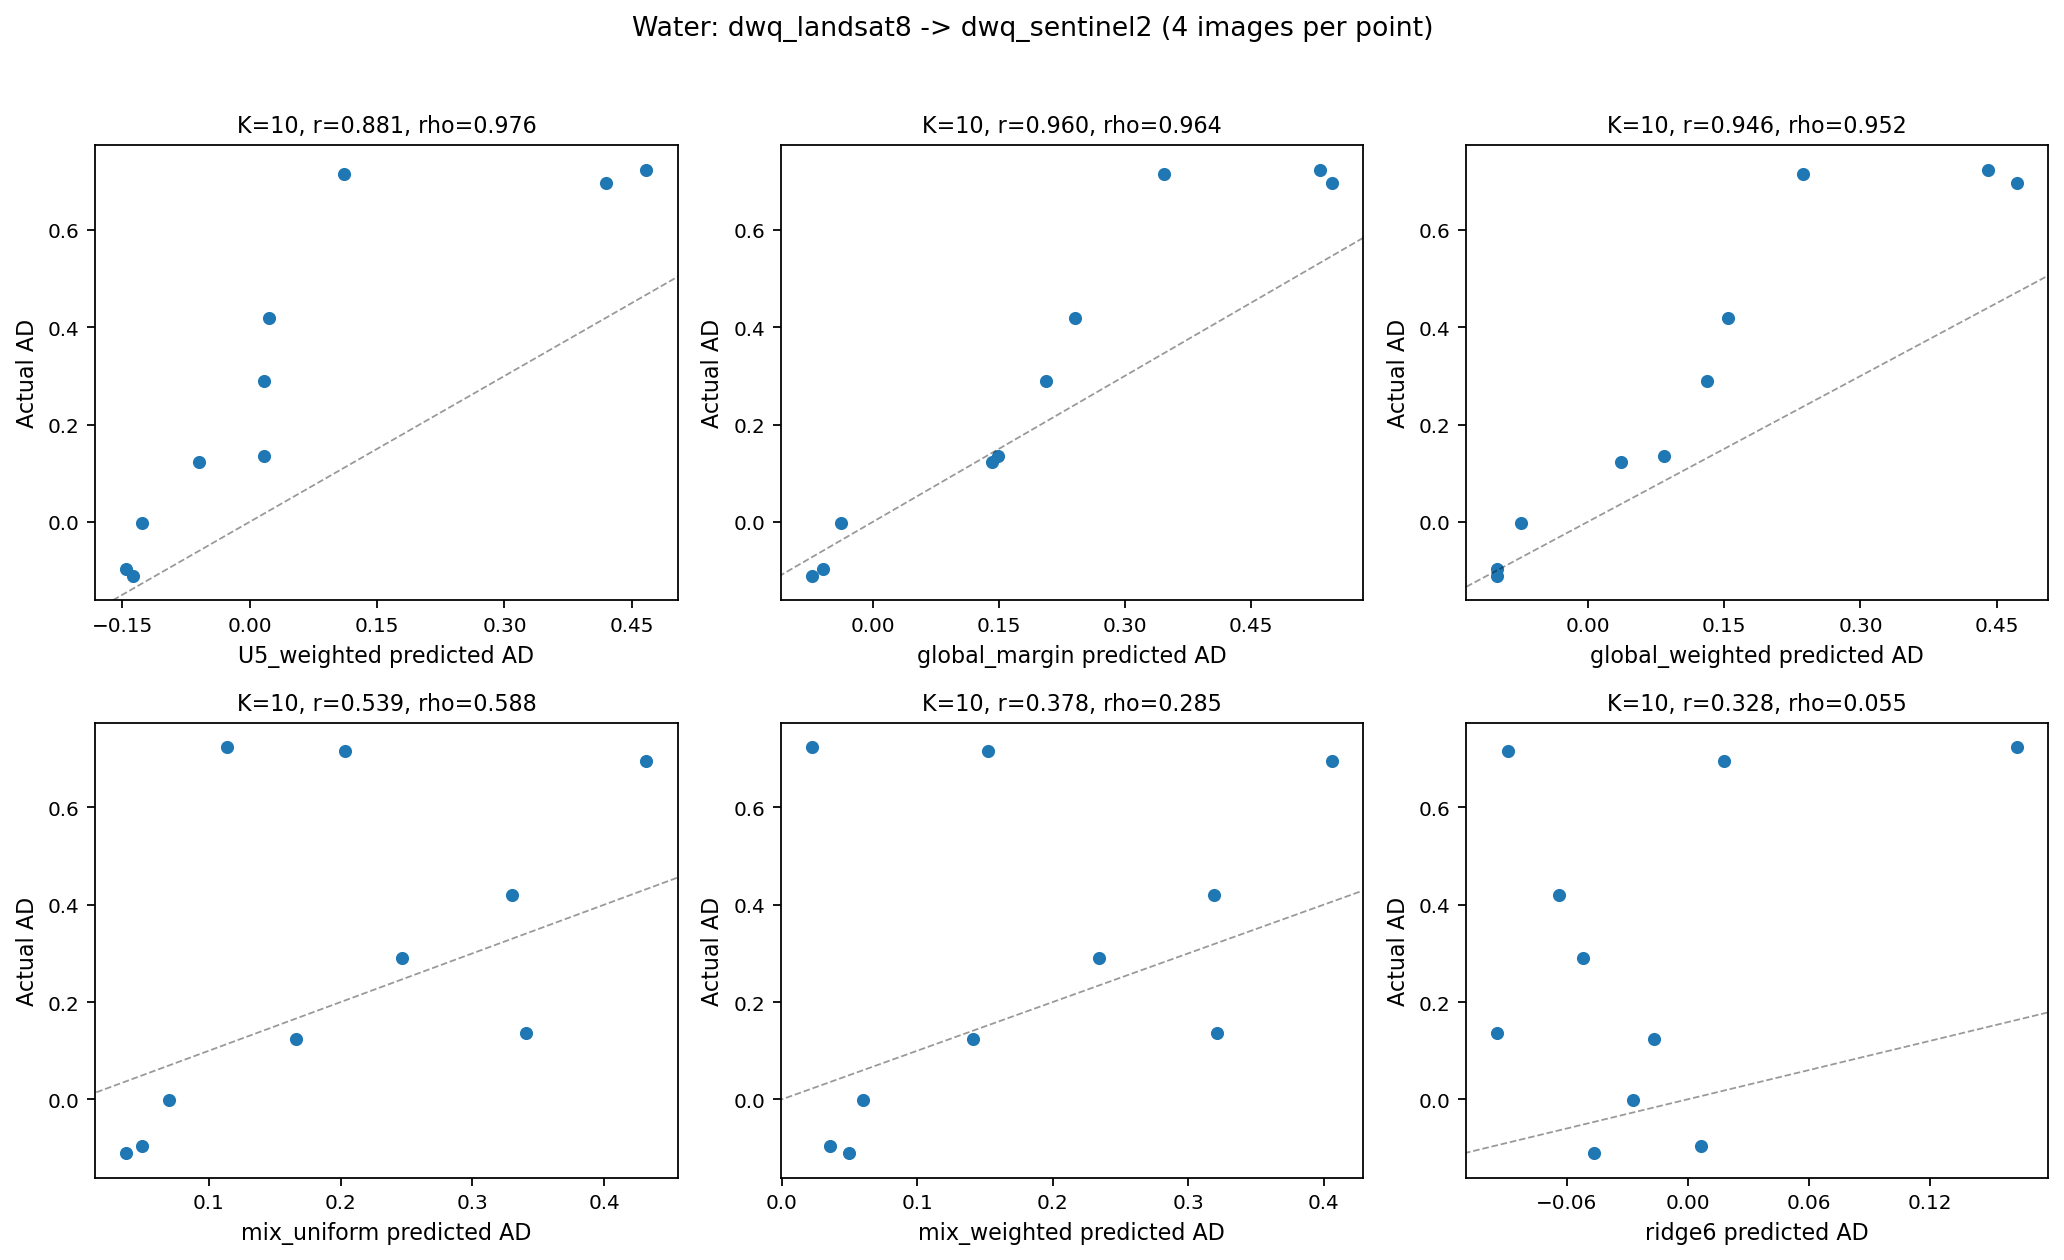 Water: dwq_landsat8 -> dwq_sentinel2 (4 images per point)
K=10, r=0.881, rho=0.976
Actual AD
0.6
0.4
0.2
0.0
−0.15 0.00 0.15 0.30 0.45
U5_weighted predicted AD
K=10, r=0.960, rho=0.964
Actual AD
0.6
0.4
0.2
0.0
0.00 0.15 0.30 0.45
global_margin predicted AD
K=10, r=0.946, rho=0.952
Actual AD
0.6
0.4
0.2
0.0
0.00 0.15 0.30 0.45
global_weighted predicted AD
K=10, r=0.539, rho=0.588
Actual AD
0.6
0.4
0.2
0.0
0.1 0.2 0.3 0.4
mix_uniform predicted AD
K=10, r=0.378, rho=0.285
Actual AD
0.6
0.4
0.2
0.0
0.0 0.1 0.2 0.3 0.4
mix_weighted predicted AD
K=10, r=0.328, rho=0.055
Actual AD
0.6
0.4
0.2
0.0
−0.06 0.00 0.06 0.12
ridge6 predicted AD